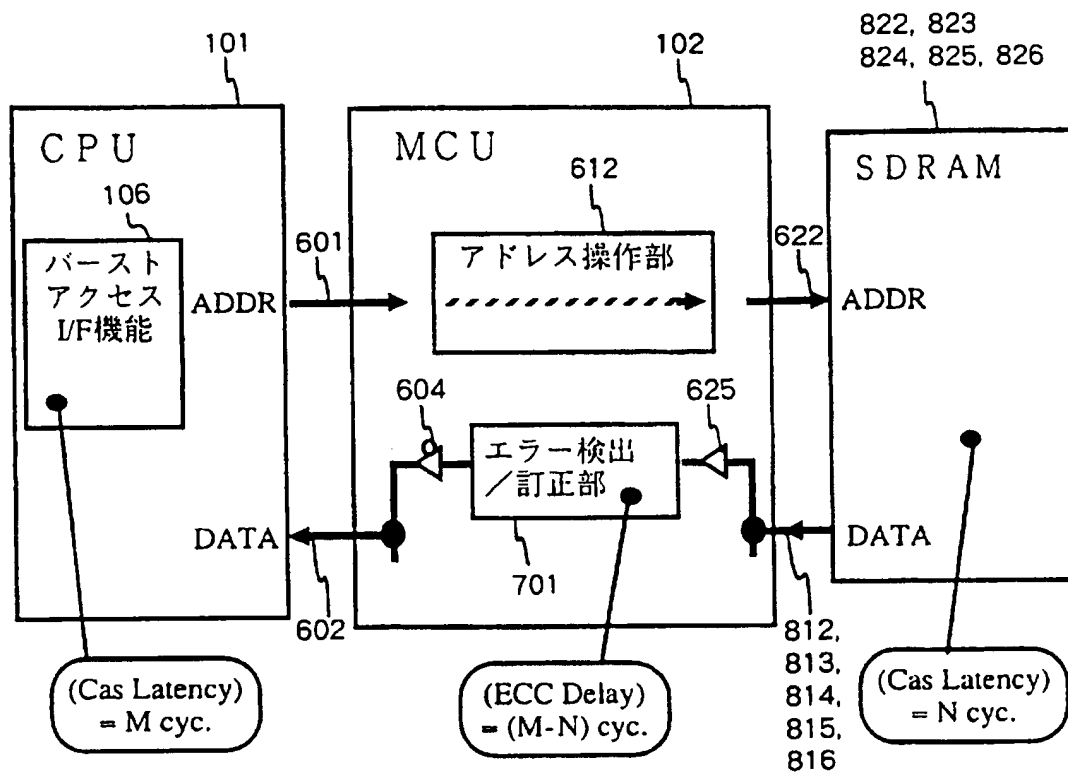 101
102
822, 823
824, 825, 826
CPU
MCU
SDRAM
106
612
バースト
アクセス
I/F機能
ADDR
601
アドレス操作部
622
ADDR
604
625
エラー検出
/訂正部
DATA
DATA
602
701
812,
813,
814,
815,
816
(Cas Latency)
= M cyc.
(ECC Delay)
= (M-N) cyc.
(Cas Latency)
= N cyc.